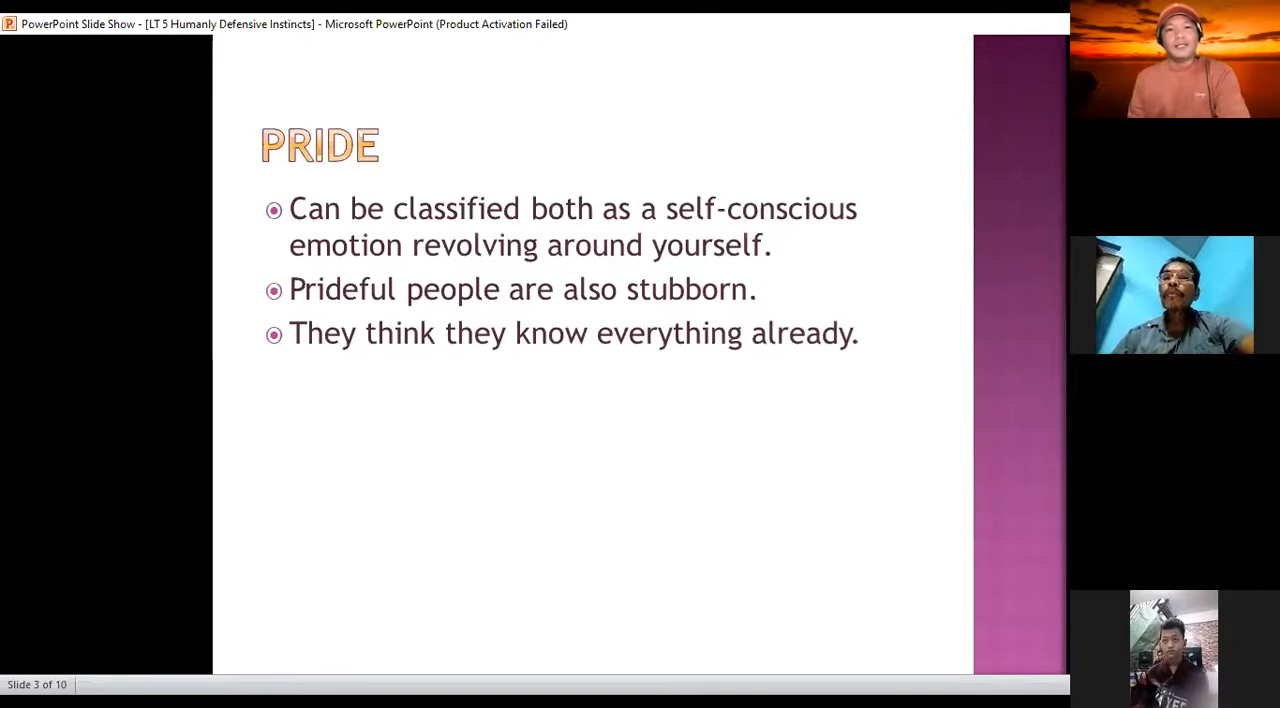 PowerPoint Slide Show - [LT 5 Humanly Defensive Instincts] - Microsoft PowerPoint (Product Activation Failed)
PRIDE
Can be classified both as a self-conscious
emotion revolving around yourself.
Prideful people are also stubborn.
They think they know everything already.
Slide 3 of 10